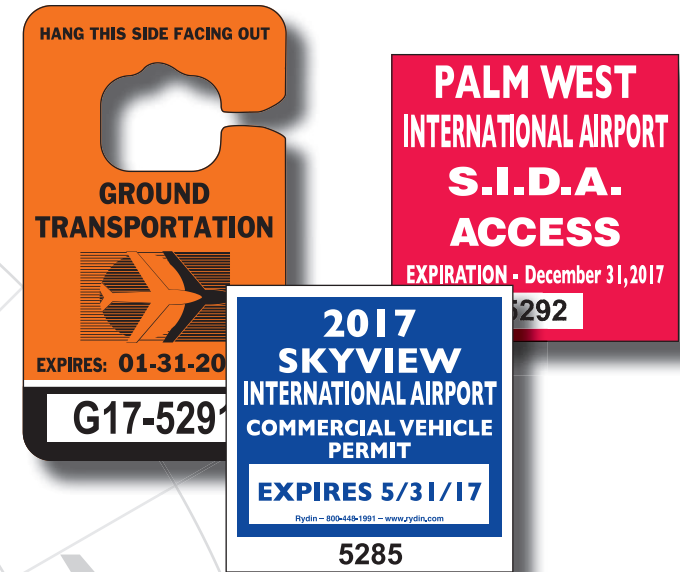 HANG THIS SIDE FACING OUT
GROUND
TRANSPORTATION
EXPIRES: 01-31-20
G17-529
PALM WEST
INTERNATIONAL AIRPORT
S.I.D.A.
ACCESS
EXPIRATION - December 31, 2017
5292
2017
SKYVIEW
INTERNATIONAL AIRPORT
COMMERCIAL VEHICLE
PERMIT
EXPIRES 5/31/17
Rydin – 800-448-1991 – www.rydin.com
5285